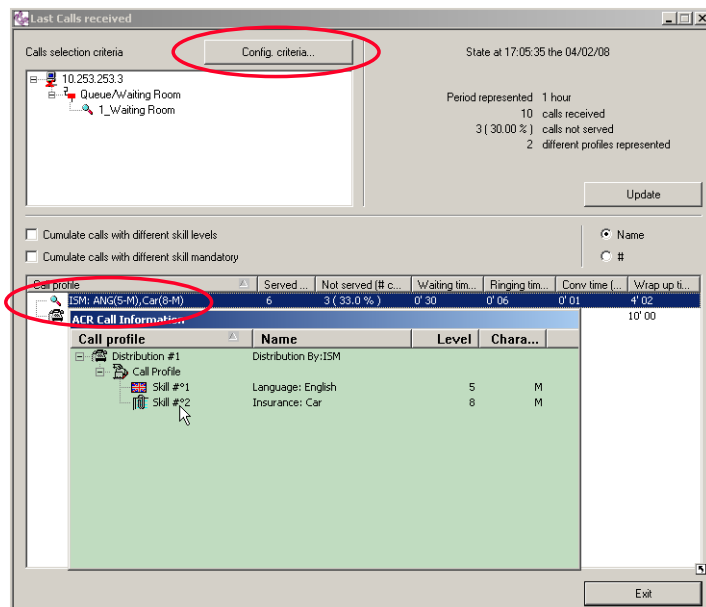 Last Calls received
Calls selection criteria
Config. criteria...
State at 17:05:35 the 04/02/08
10.253.253.3
Queue/Waiting Room
1_Waiting Room
Period represented 1 hour
10 calls received
3 ( 30.00 % ) calls not served
2 different profiles represented
Update
Cumulate calls with different skill levels
Cumulate calls with different skill mandatory
Name
#
Call profile Served ... Not served (# c... Waiting tim... Ringing tim... Conv time (... Wrap up ti...
ISM: ANG(5-M),Car(8-M) 6 3 ( 33.0 % ) 0' 30 0' 06 0' 01 4' 02
10' 00
ACR Call Information
Call profile Name Level Chara...
Distribution #1 Distribution By:ISM
Call Profile
Skill #°1 Language: English 5 M
Skill #°2 Insurance: Car 8 M
Exit